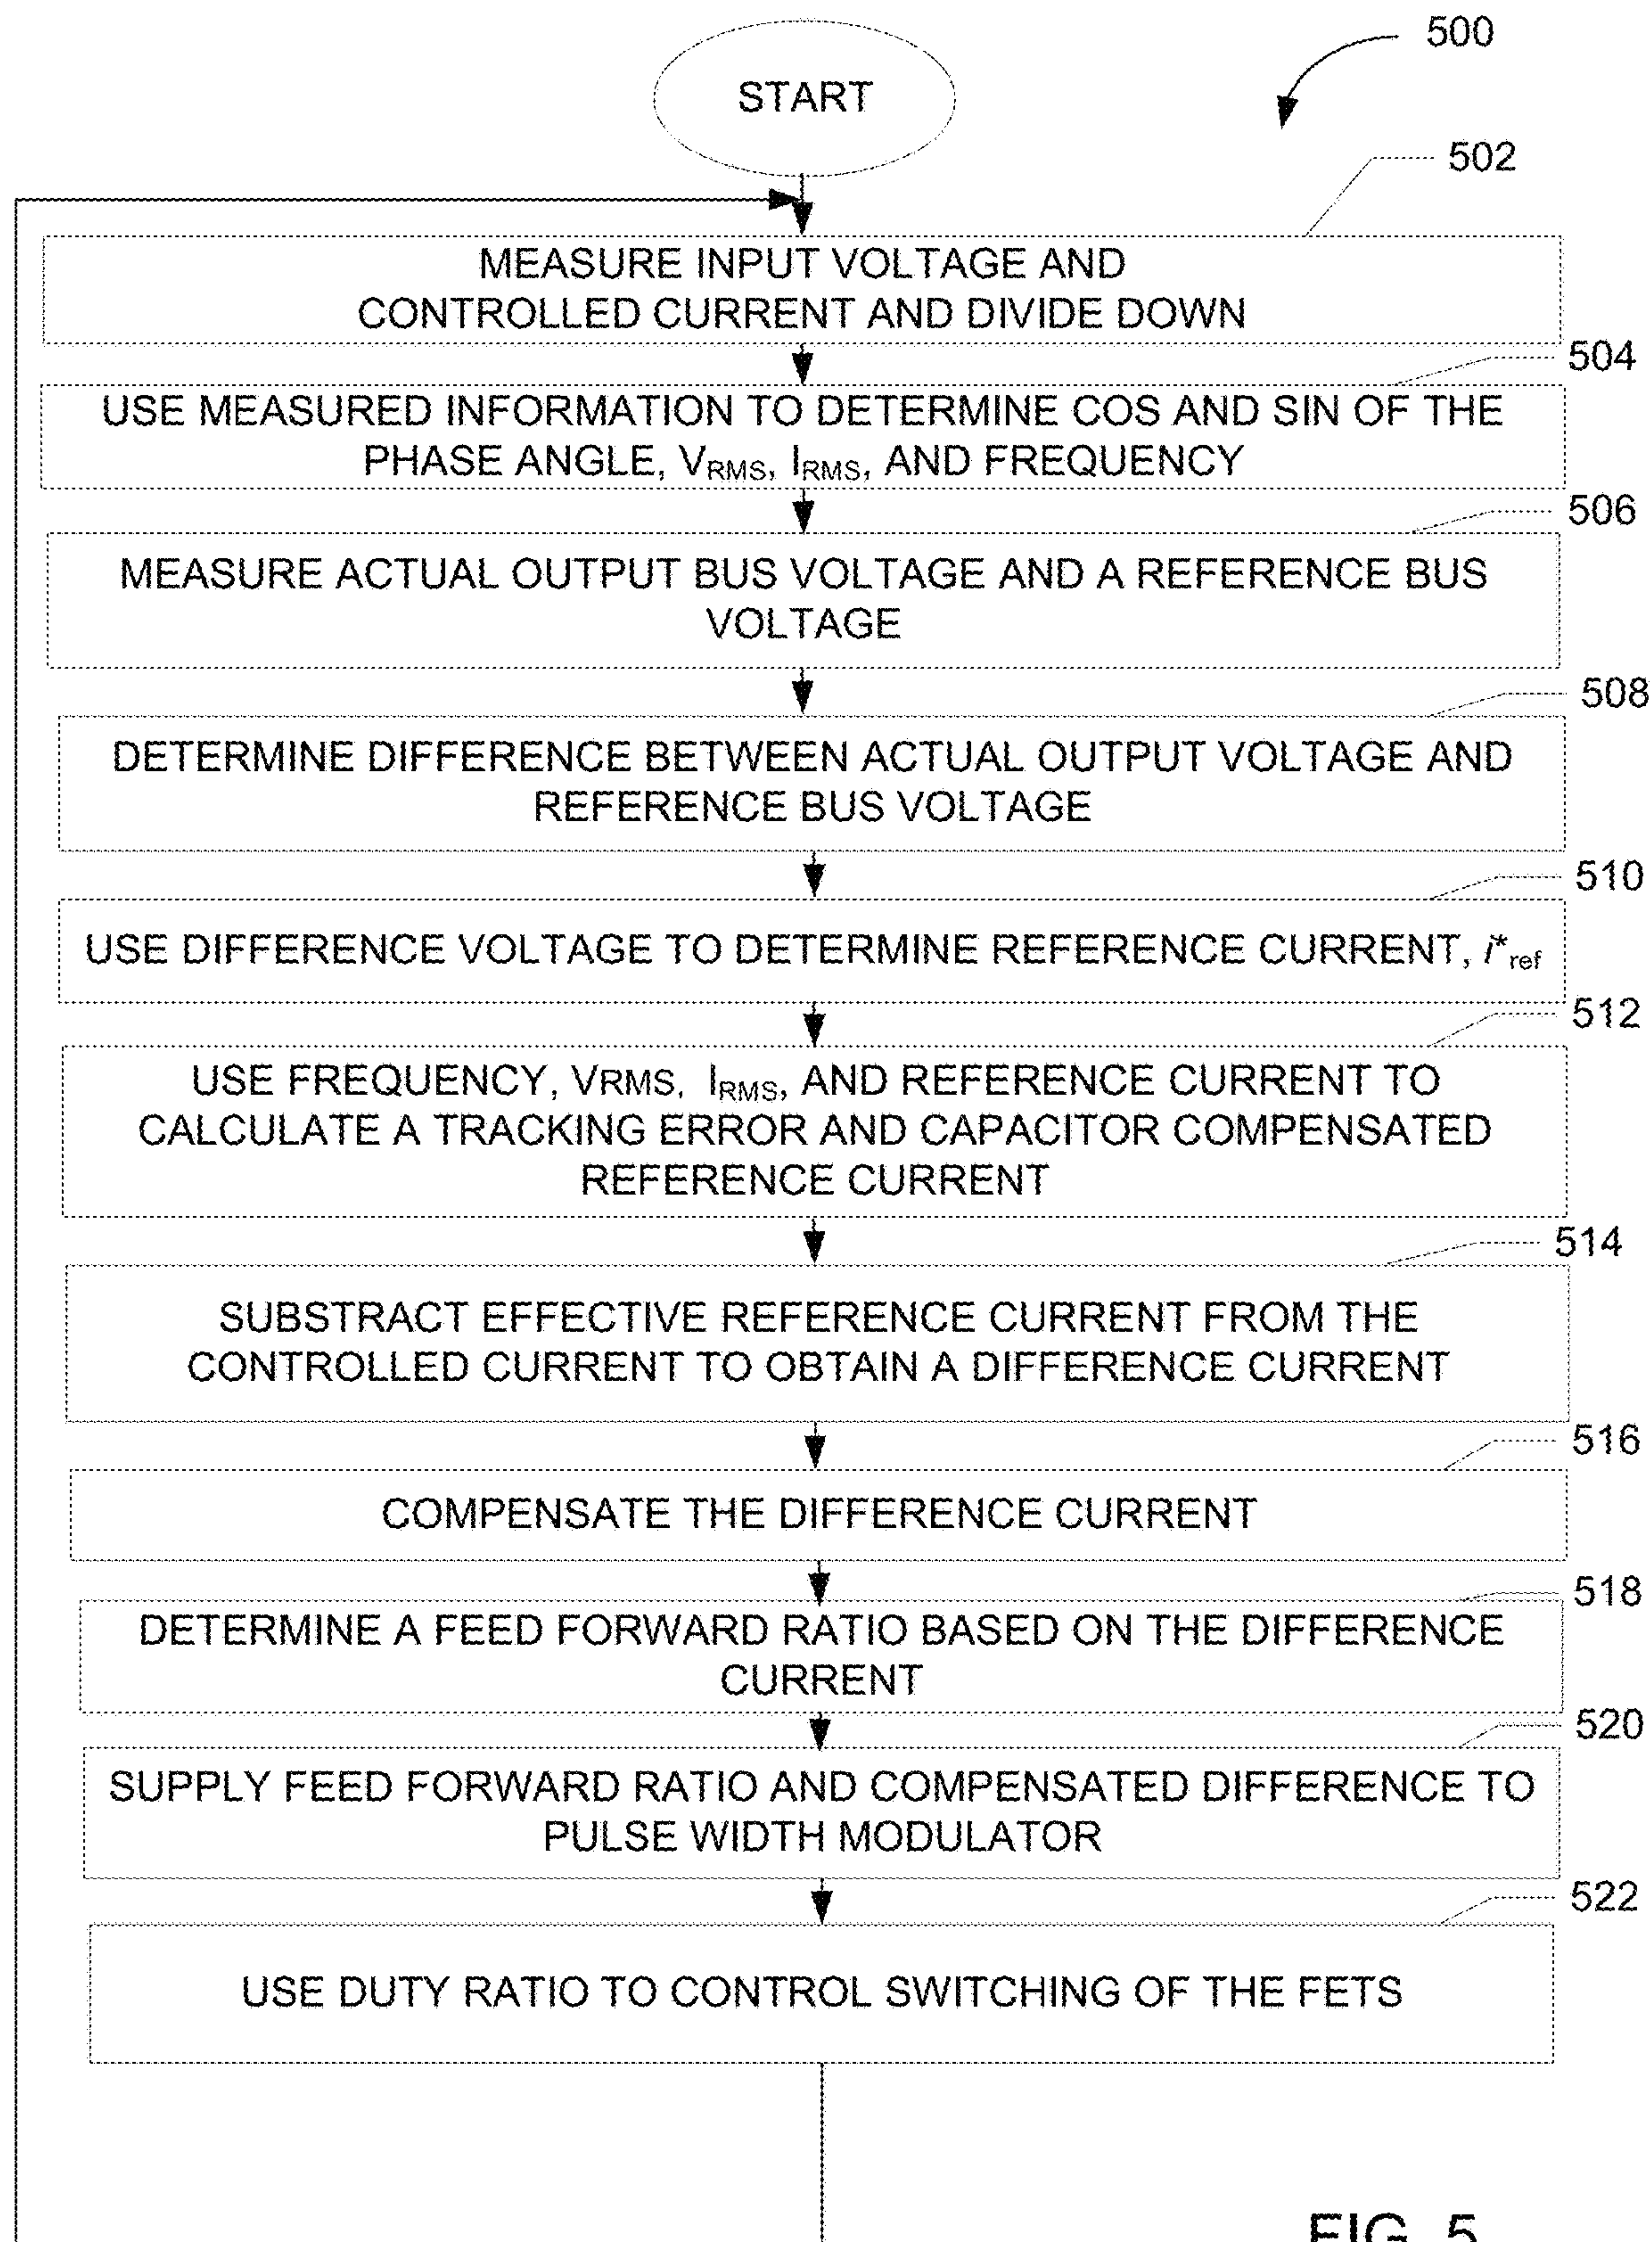 500
START
502
MEASURE INPUT VOLTAGE AND
CONTROLLED CURRENT AND DIVIDE DOWN
504
USE MEASURED INFORMATION TO DETERMINE COS AND SIN OF THE
PHASE ANGLE, VRMS, IRMS, AND FREQUENCY
506
MEASURE ACTUAL OUTPUT BUS VOLTAGE AND A REFERENCE BUS
VOLTAGE
508
DETERMINE DIFFERENCE BETWEEN ACTUAL OUTPUT VOLTAGE AND
REFERENCE BUS VOLTAGE
510
USE DIFFERENCE VOLTAGE TO DETERMINE REFERENCE CURRENT, i*ref
512
USE FREQUENCY, VRMS, IRMS, AND REFERENCE CURRENT TO
CALCULATE A TRACKING ERROR AND CAPACITOR COMPENSATED
REFERENCE CURRENT
514
SUBSTRACT EFFECTIVE REFERENCE CURRENT FROM THE
CONTROLLED CURRENT TO OBTAIN A DIFFERENCE CURRENT
516
COMPENSATE THE DIFFERENCE CURRENT
518
DETERMINE A FEED FORWARD RATIO BASED ON THE DIFFERENCE
CURRENT
520
SUPPLY FEED FORWARD RATIO AND COMPENSATED DIFFERENCE TO
PULSE WIDTH MODULATOR
522
USE DUTY RATIO TO CONTROL SWITCHING OF THE FETS
FIG. 5